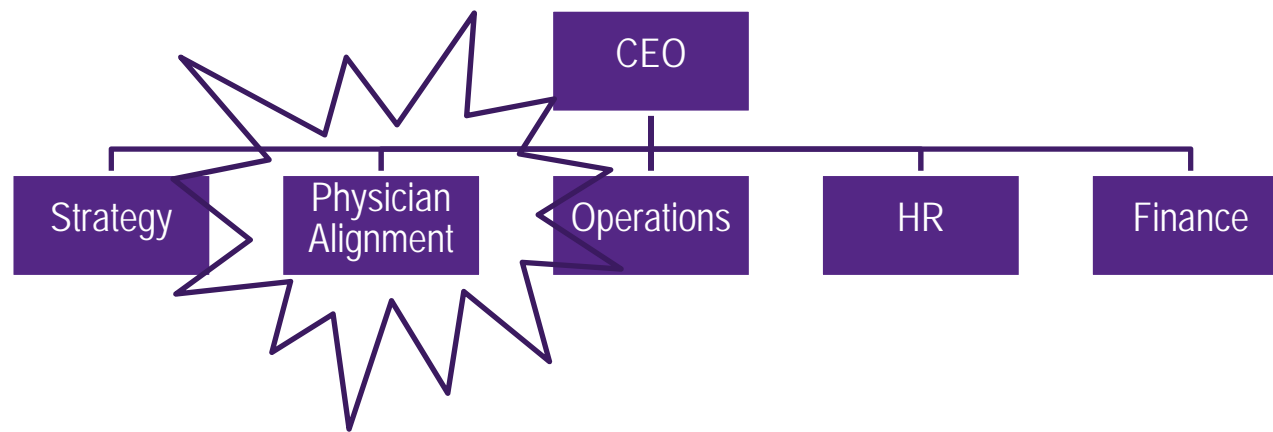 CEO
Strategy
Physician
Alignment
Operations
HR
Finance